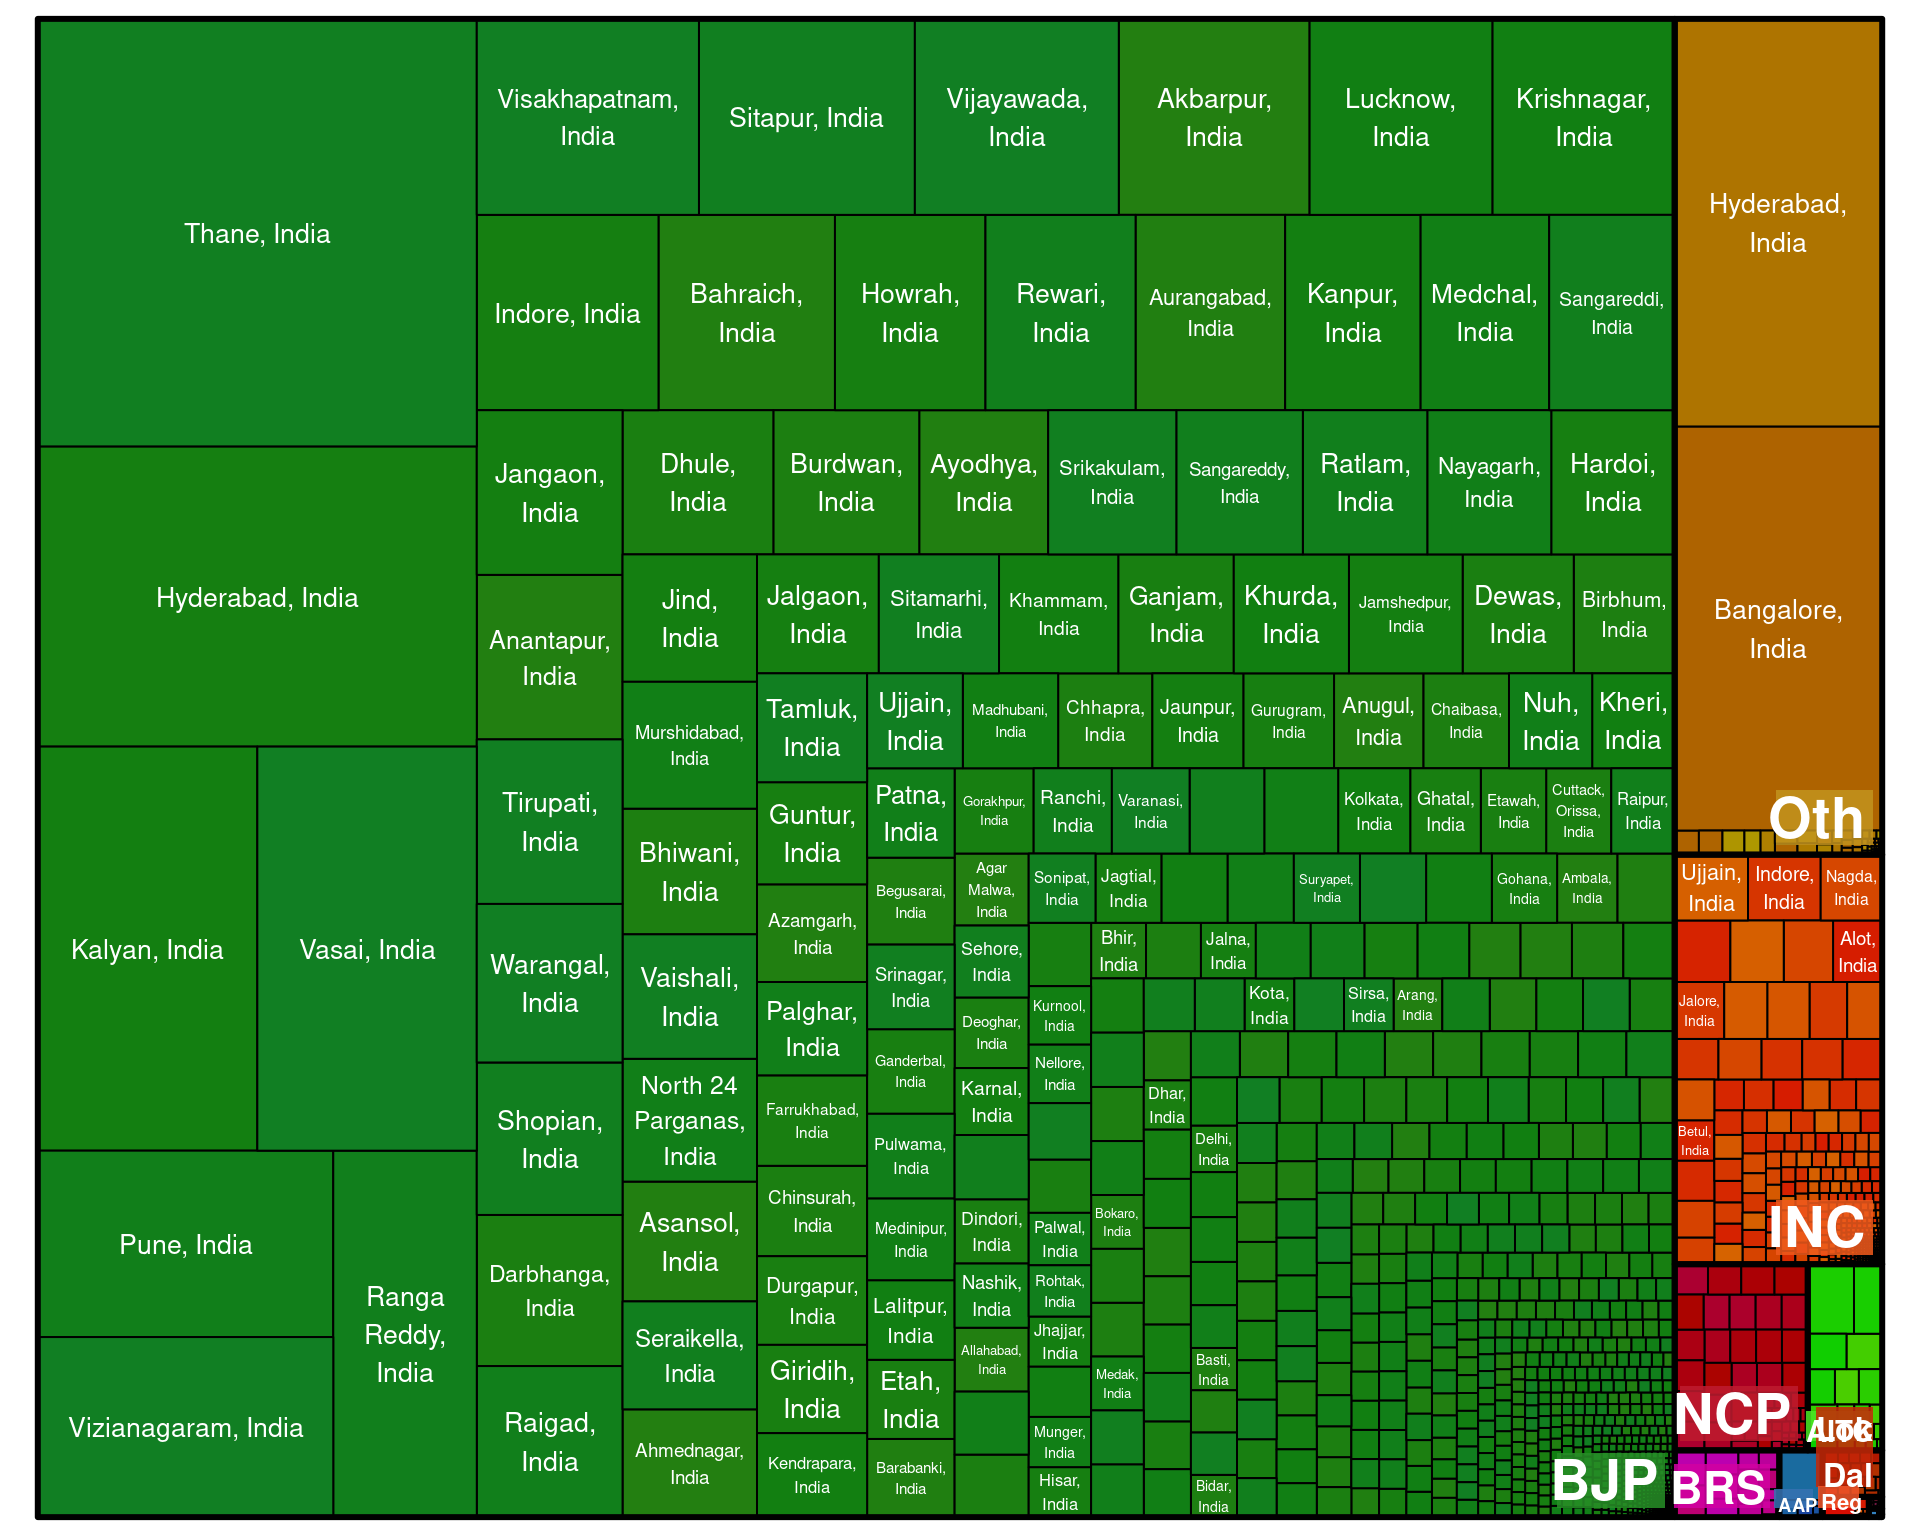 Thane, India
Visakhapatnam,
India
Sitapur, India
Vijayawada,
India
Akbarpur,
India
Lucknow,
India
Krishnagar,
India
Hyderabad,
India
Indore, India
Bahraich,
India
Howrah,
India
Rewari,
India
Aurangabad,
India
Kanpur,
India
Medchal,
India
Sangareddi,
India
Hyderabad, India
Jangaon,
India
Dhule,
India
Burdwan,
India
Ayodhya,
India
Srikakulam,
India
Sangareddy,
India
Ratlam,
India
Nayagarh,
India
Hardoi,
India
Bangalore,
India
Anantapur,
India
Jind,
India
Jalgaon,
India
Sitamarhi,
India
Khammam,
India
Ganjam,
India
Khurda,
India
Jamshedpur,
India
Dewas,
India
Birbhum,
India
Murshidabad,
India
Tamluk,
India
Ujjain,
India
Madhubani,
India
Chhapra,
India
Jaunpur,
India
Gurugram,
India
Anugul,
India
Chaibasa,
India
Nuh,
India
Kheri,
India
Kalyan, India
Vasai, India
Tirupati,
India
Bhiwani,
India
Guntur,
India
Patna,
India
Gorakhpur,
India
Ranchi,
India
Varanasi,
India
Kolkata,
India
Ghatal,
India
Etawah,
India
Cuttack,
Orissa,
India
Raipur,
India
Oth
Warangal,
India
Vaishali,
India
Azamgarh,
India
Begusarai,
India
Agar
Malwa,
India
Sonipat,
India
Jagtial,
India
Suryapet,
India
Gohana,
India
Ambala,
India
Ujjain,
India
Indore,
India
Nagda,
India
Palghar,
India
Srinagar,
India
Sehore,
India
Bhir,
India
Jalna,
India
Alot,
India
Kurnool,
India
Kota,
India
Sirsa,
India
Arang,
India
Jalore,
India
Shopian,
India
North 24
Parganas,
India
Farrukhabad,
India
Ganderbal,
India
Deoghar,
India
Nellore,
India
Karnal,
India
Dhar,
India
Pulwama,
India
Delhi,
India
Betul,
India
Pune, India
Ranga
Reddy,
India
Darbhanga,
India
Asansol,
India
Chinsurah,
India
Medinipur,
India
Dindori,
India
Palwal,
India
Bokaro,
India
INC
Vizianagaram, India
Seraikella,
India
Durgapur,
India
Lalitpur,
India
Nashik,
India
Rohtak,
India
Raigad,
India
Giridih,
India
Etah,
India
Allahabad,
India
Jhajjar,
India
Medak,
India
Basti,
India
Ahmednagar,
India
Kendrapara,
India
Barabanki,
India
Munger,
India
Hisar,
India
Bidar,
India
BJP
NCP
BRS
AAP
Dal
Reg